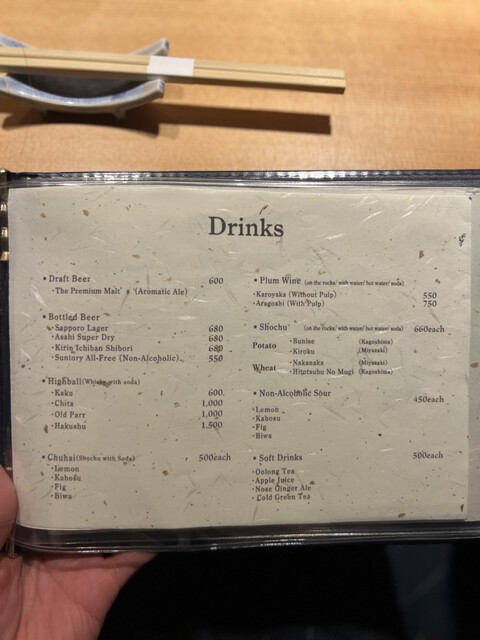 Drinks
・Draft Beer 600
・The Premium Malt's (Aromatic Ale)
・Bottled Beer
・Sapporo Lager 680
・Asahi Super Dry 680
・Kirin Ichiban Shibori 680
・Suntory All-Free (Non-Alcoholic) 550
・Highball (Whisky with soda)
・Kaku 600
・Chita 1,000
・Old Parr 1,000
・Hakushu 1,500
・Chuhai (Shochu with Soda) 500each
・Lemon
・Kabosu
・Fig
・Biwa
・Plum Wine (on the rocks/ with water/ hot water/ soda)
・Karoyaka (Without Pulp) 550
・Aragoshi (With Pulp) 750
・Shochu (on the rocks/ with water/ hot water/ soda) 660each
Potato
・Bunise (Kagoshima)
・Kiroku (Miyazaki)
Wheat
・Nakanaka (Miyazaki)
・Hitotsubu No Mugi (Kagoshima)
・Non-Alcoholic Sour 450each
・Lemon
・Kabosu
・Fig
・Biwa
・Soft Drinks 500each
・Oolong Tea
・Apple Juice
・Nose Ginger Ale
・Cold Green Tea